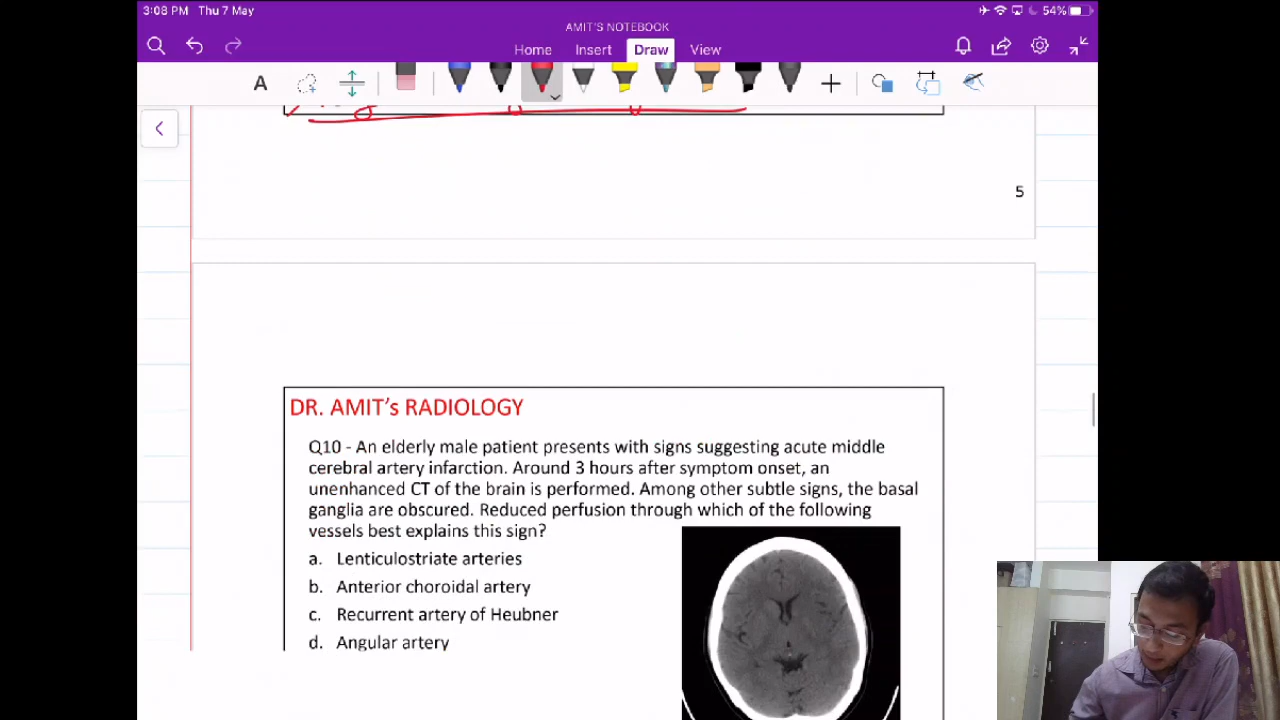 3:08 PM Thu 7 May
54%
AMIT'S NOTEBOOK
Home Insert Draw View
A
5
DR. AMIT's RADIOLOGY
Q10 - An elderly male patient presents with signs suggesting acute middle
cerebral artery infarction. Around 3 hours after symptom onset, an
unenhanced CT of the brain is performed. Among other subtle signs, the basal
ganglia are obscured. Reduced perfusion through which of the following
vessels best explains this sign?
a. Lenticulostriate arteries
b. Anterior choroidal artery
c. Recurrent artery of Heubner
d. Angular artery